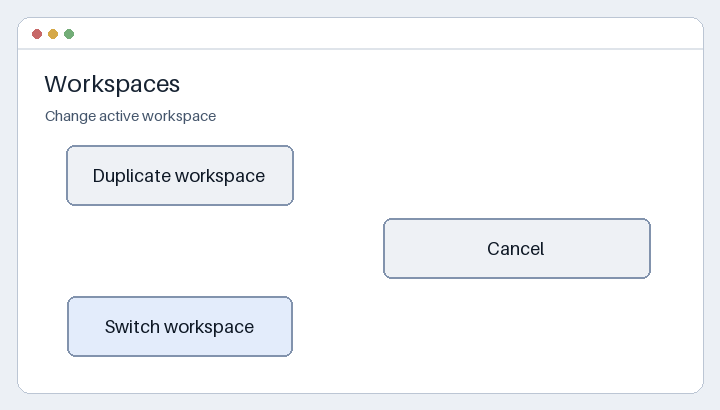 Workspaces
Change active workspace
Duplicate workspace
Cancel
Switch workspace